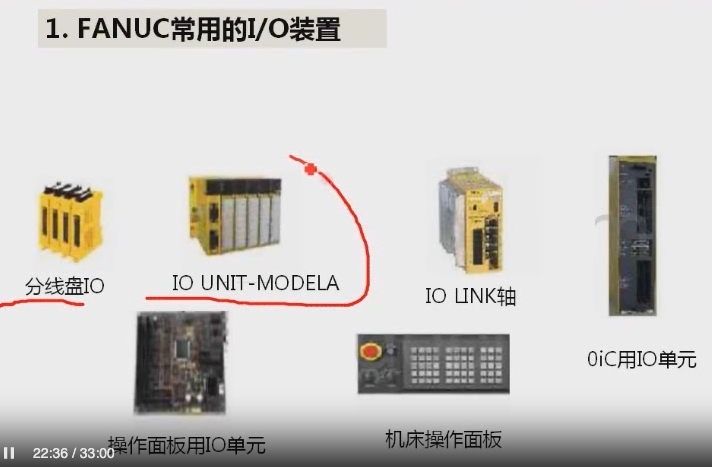 1. FANUC常用的I/O装置
分线盘IO
IO UNIT-MODELA
IO LINK轴
0iC用IO单元
操作面板用IO单元
机床操作面板
22:36 / 33:00